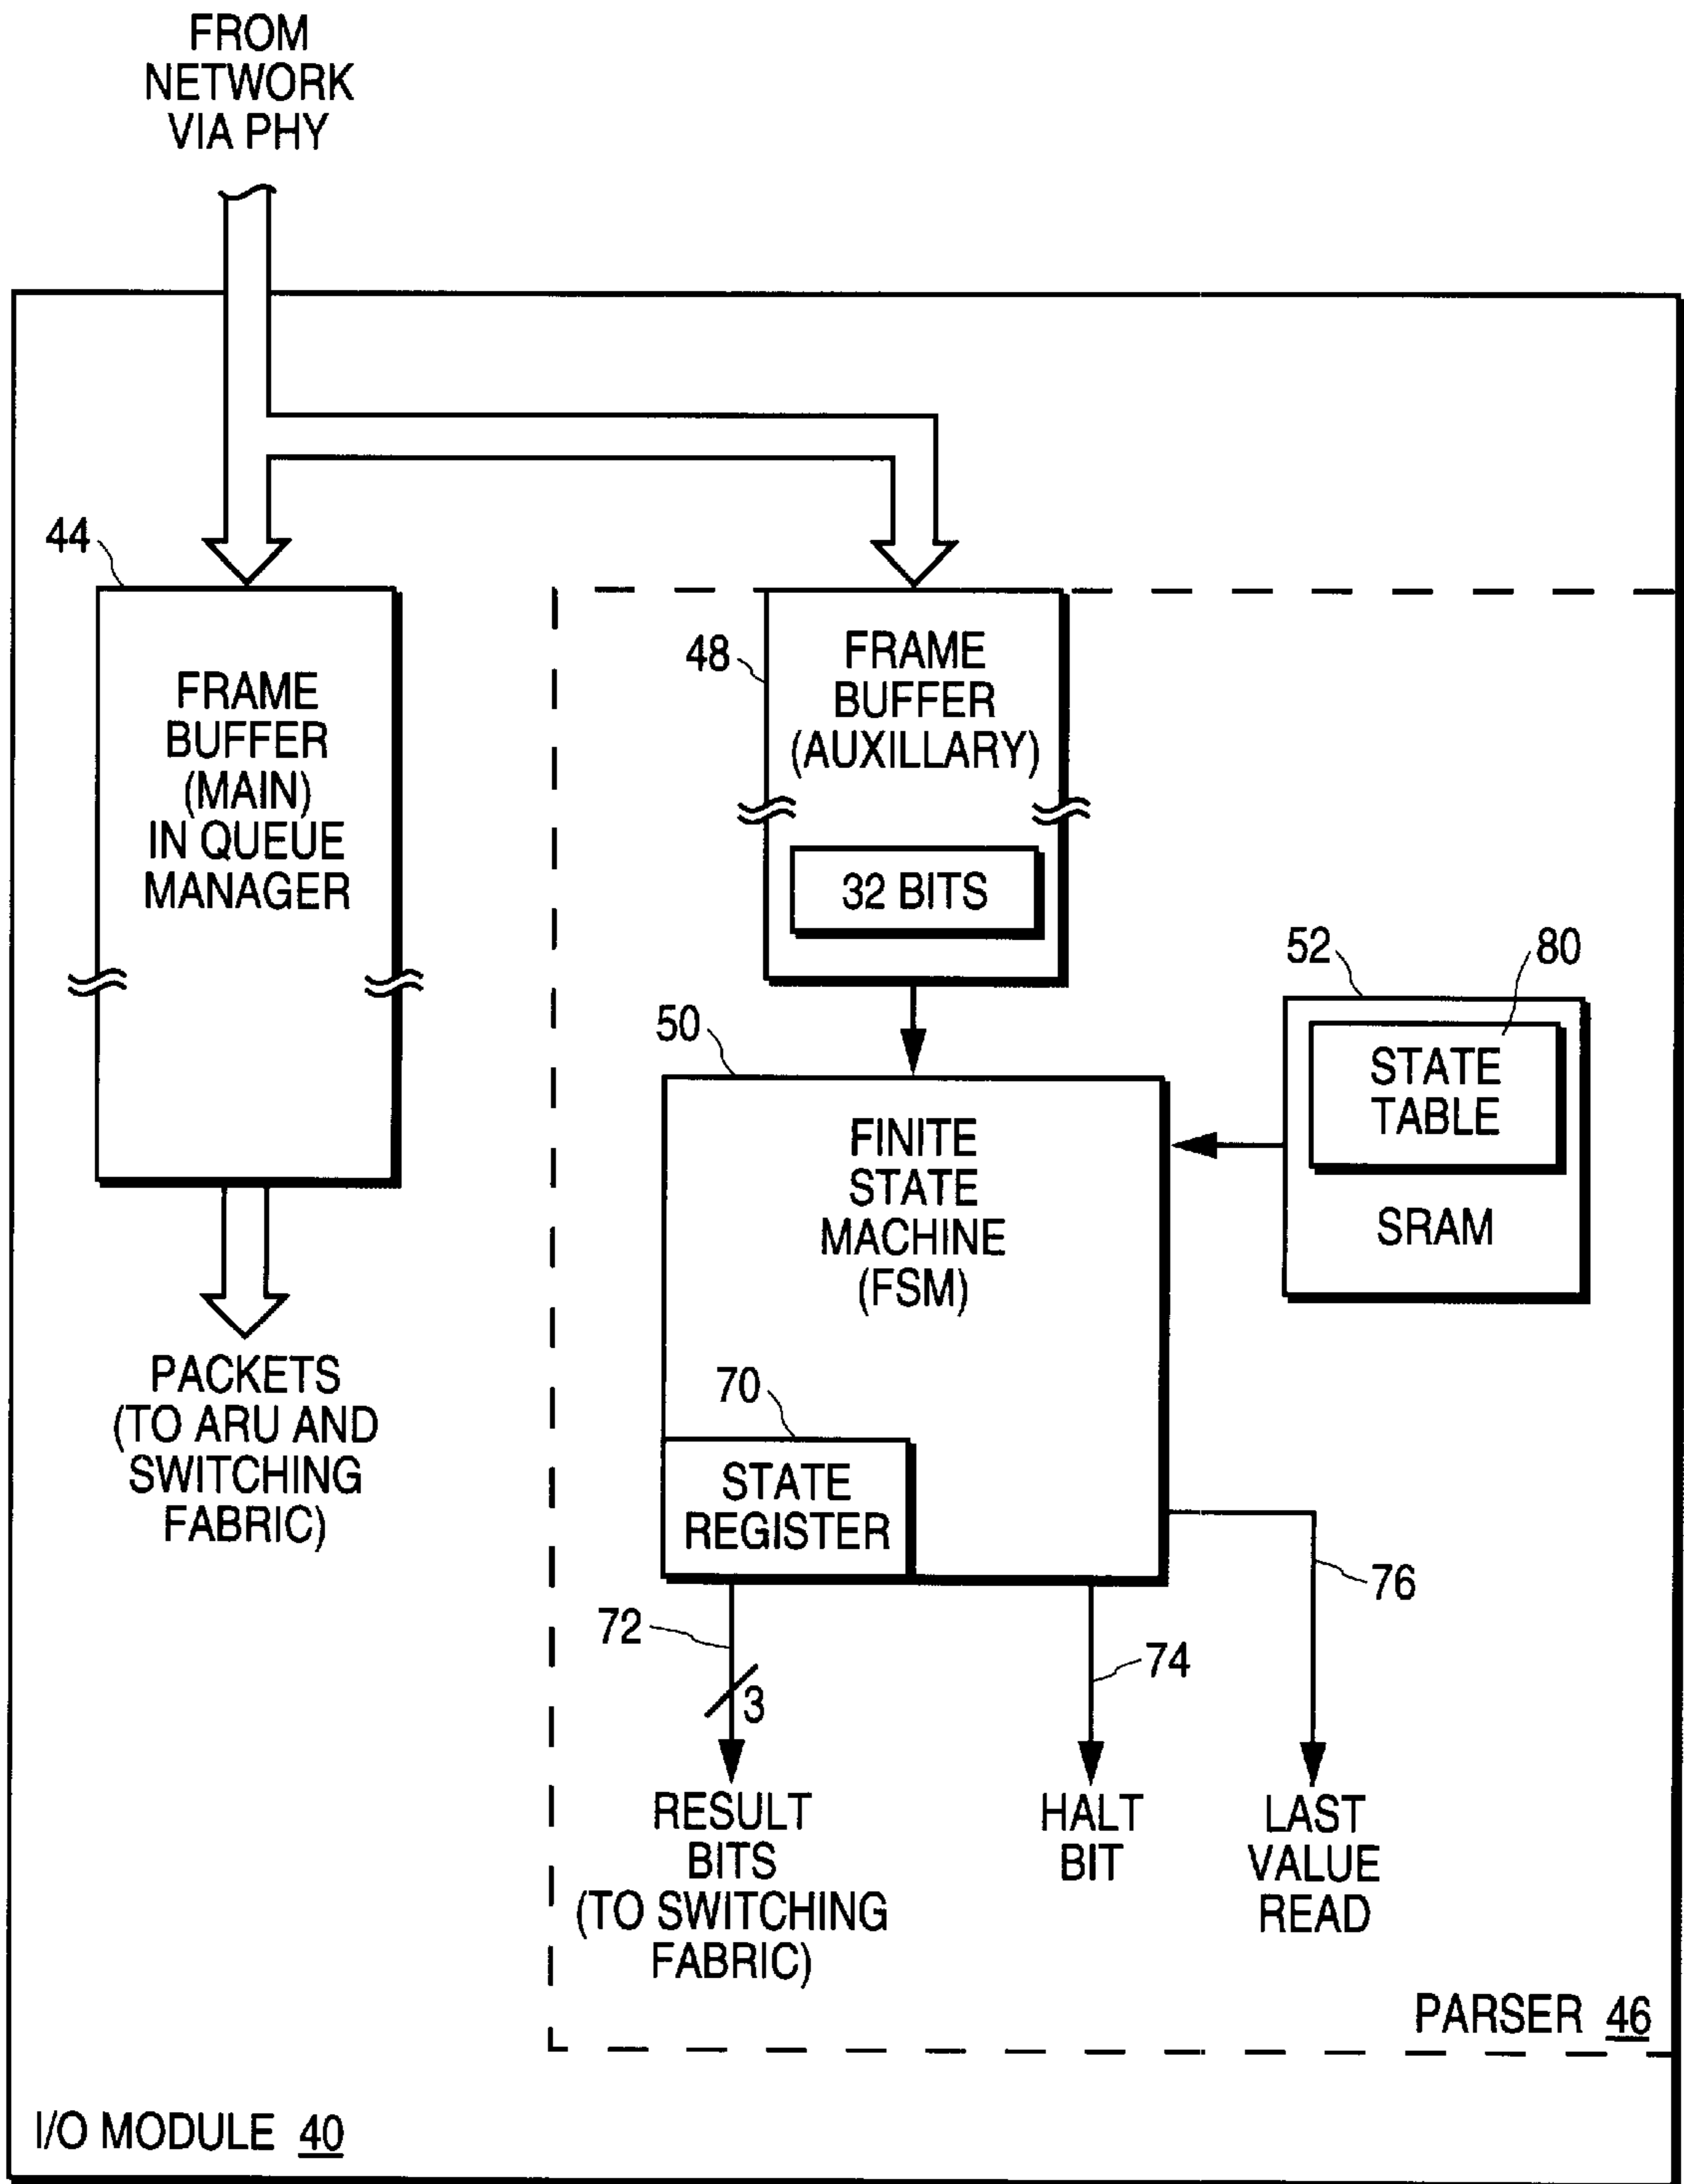 FROM
NETWORK
VIA PHY
44
FRAME
BUFFER
(MAIN)
IN QUEUE
MANAGER
PACKETS
(TO ARU AND
SWITCHING
FABRIC)
48
FRAME
BUFFER
(AUXILLARY)
32 BITS
52
80
STATE
TABLE
SRAM
50
FINITE
STATE
MACHINE
(FSM)
70
STATE
REGISTER
72
3
74
76
RESULT
BITS
(TO SWITCHING
FABRIC)
HALT
BIT
LAST
VALUE
READ
PARSER 46
I/O MODULE 40